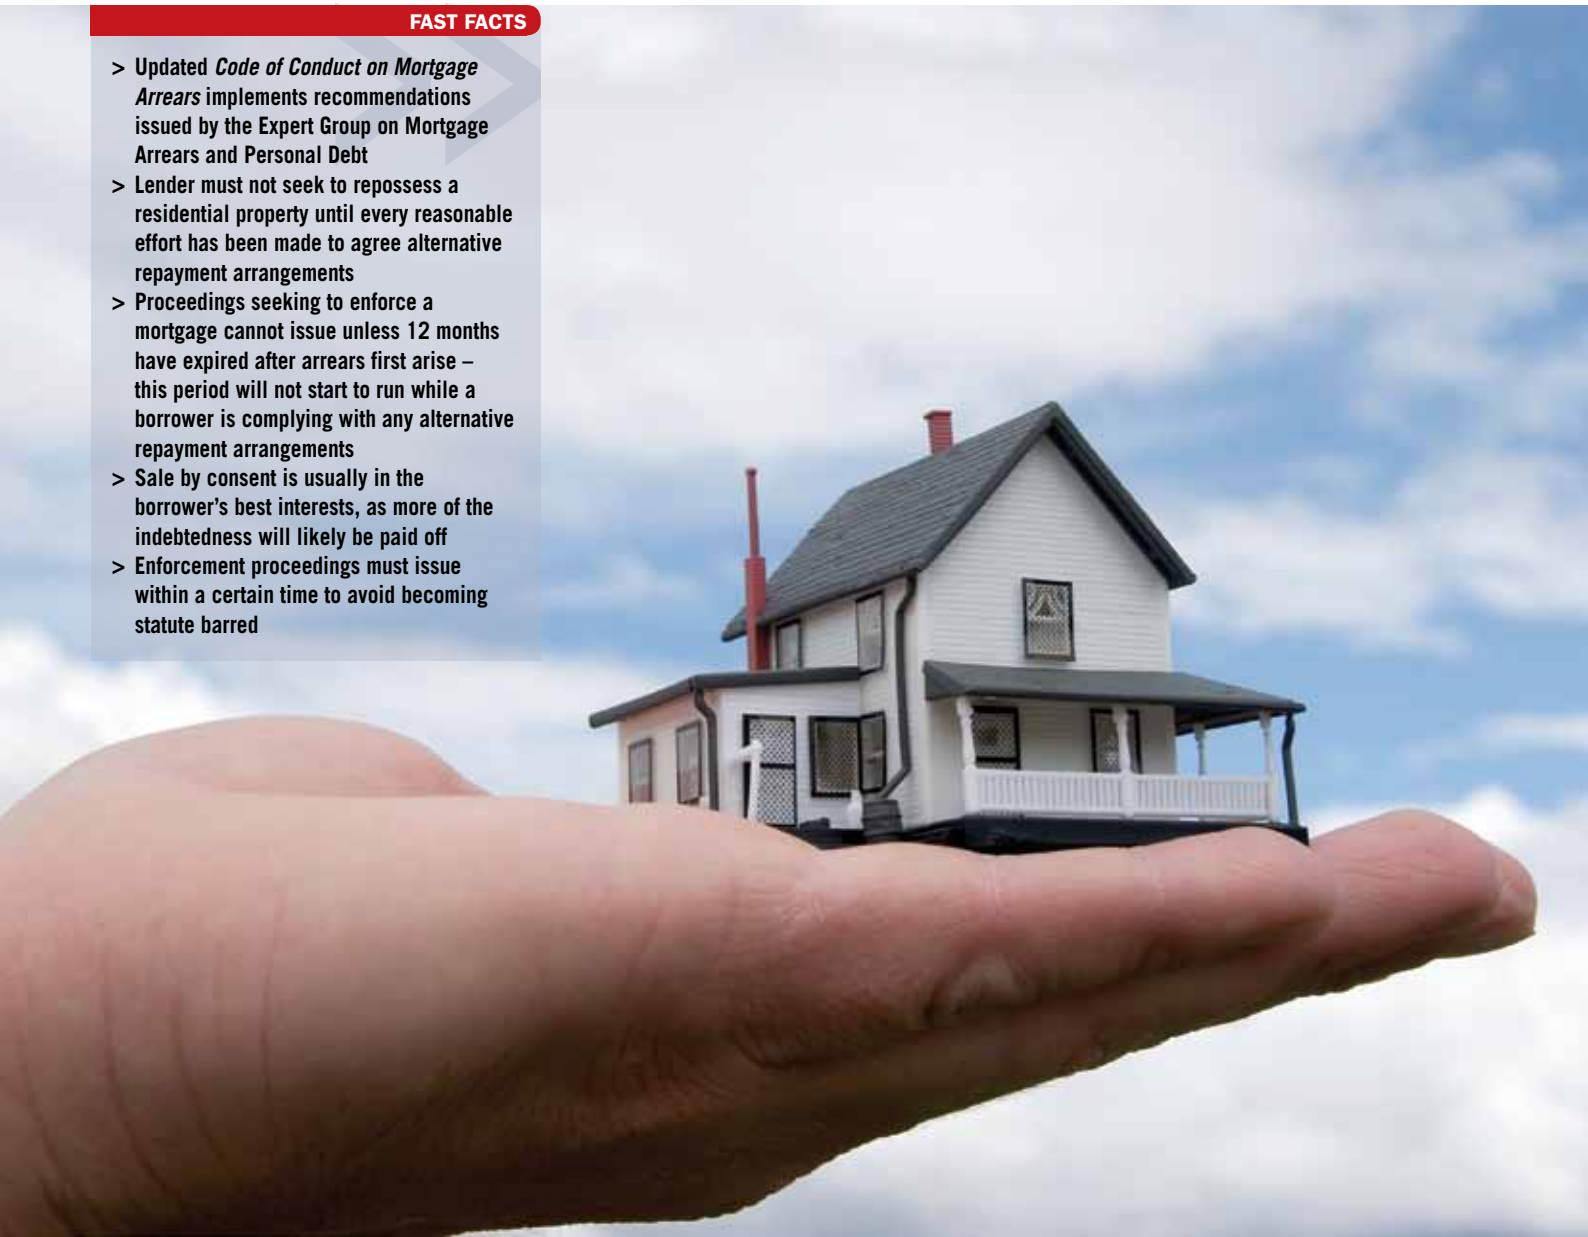 FAST FACTS
> Updated Code of Conduct on Mortgage
Arrears implements recommendations
issued by the Expert Group on Mortgage
Arrears and Personal Debt
> Lender must not seek to repossess a
residential property until every reasonable
effort has been made to agree alternative
repayment arrangements
> Proceedings seeking to enforce a
mortgage cannot issue unless 12 months
have expired after arrears first arise –
this period will not start to run while a
borrower is complying with any alternative
repayment arrangements
> Sale by consent is usually in the
borrower's best interests, as more of the
indebtedness will likely be paid off
> Enforcement proceedings must issue
within a certain time to avoid becoming
statute barred